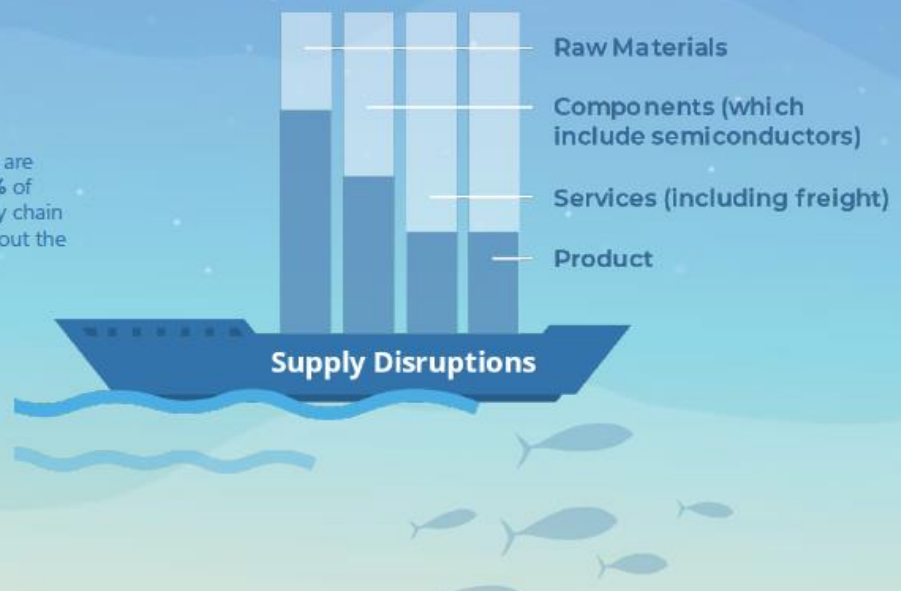 Raw Materials
Components (which
include semiconductors)
are
% of
Services (including freight)
y chain
out the
Product
Supply Disruptions